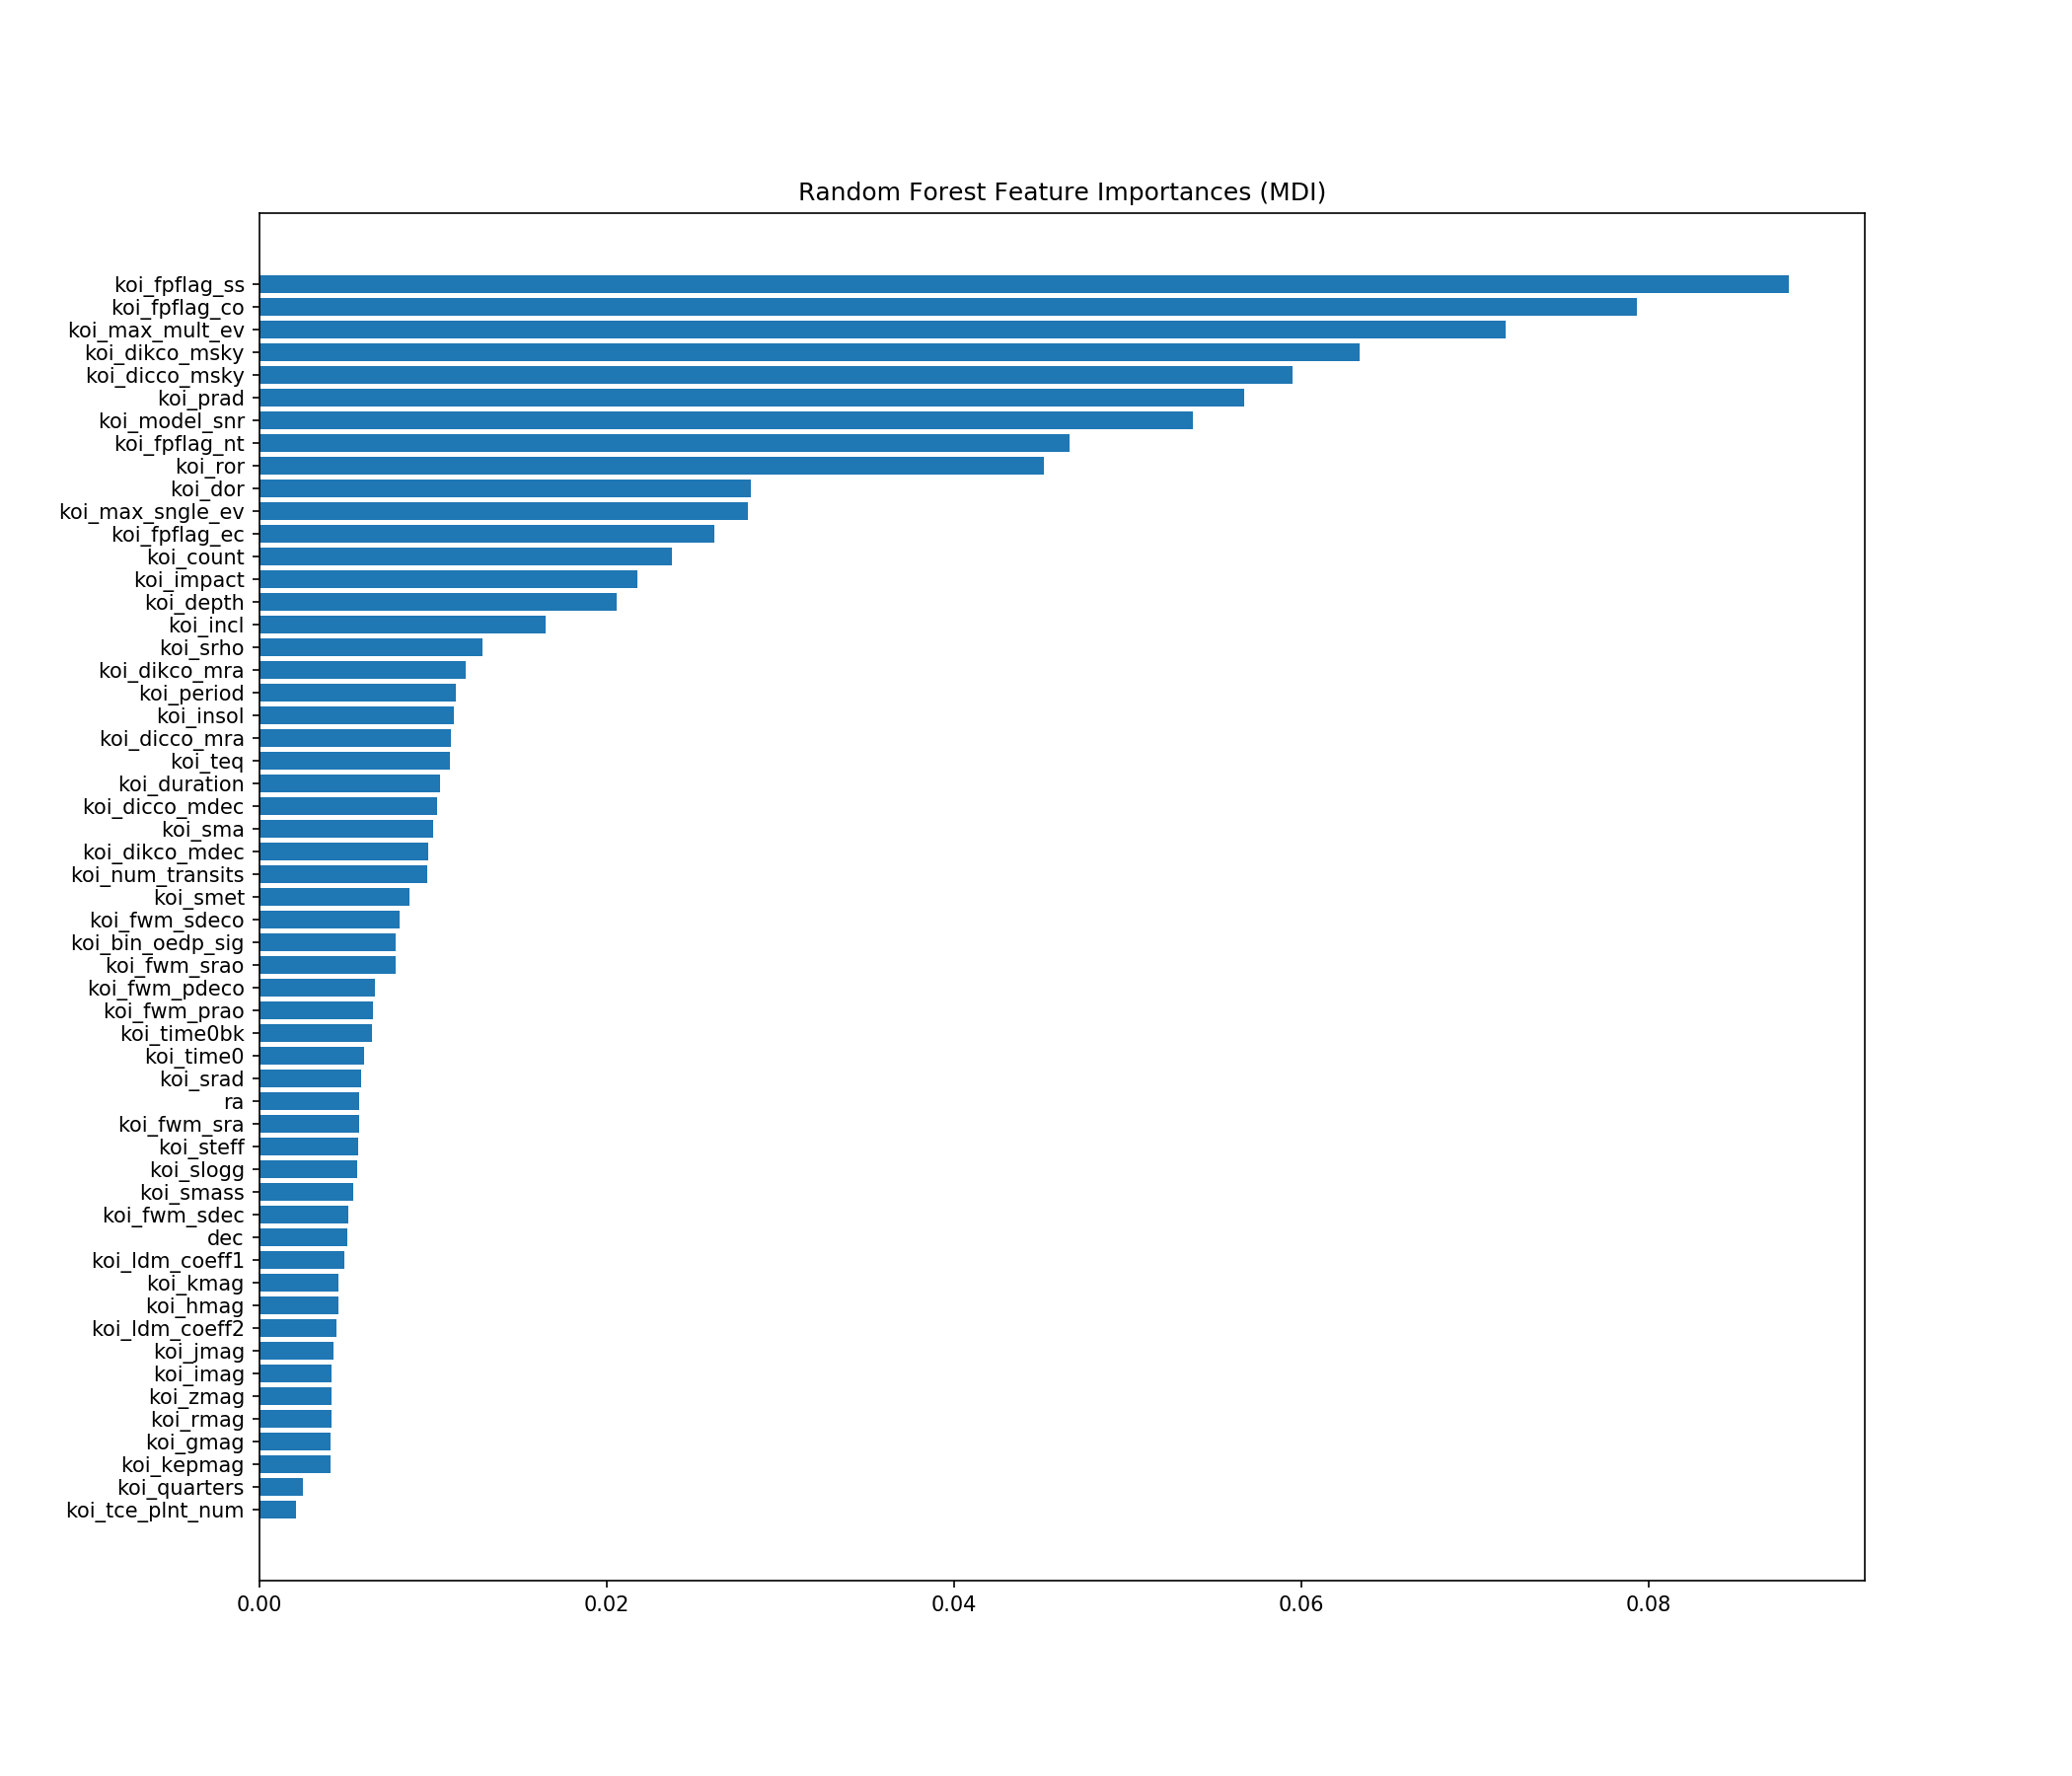 Random Forest Feature Importances (MDI)
koi_fpflag_ss
koi_fpflag_co
koi_max_mult_ev
koi_dikco_msky
koi_dicco_msky
koi_prad
koi_model_snr
koi_fpflag_nt
koi_ror
koi_dor
koi_max_sngle_ev
koi_fpflag_ec
koi_count
koi_impact
koi_depth
koi_incl
koi_srho
koi_dikco_mra
koi_period
koi_insol
koi_dicco_mra
koi_teq
koi_duration
koi_dicco_mdec
koi_sma
koi_dikco_mdec
koi_num_transits
koi_smet
koi_fwm_sdeco
koi_bin_oedp_sig
koi_fwm_srao
koi_fwm_pdeco
koi_fwm_prao
koi_time0bk
koi_time0
koi_srad
ra
koi_fwm_sra
koi_steff
koi_slogg
koi_smass
koi_fwm_sdec
dec
koi_ldm_coeff1
koi_kmag
koi_hmag
koi_ldm_coeff2
koi_jmag
koi_imag
koi_zmag
koi_rmag
koi_gmag
koi_kepmag
koi_quarters
koi_tce_plnt_num
0.00 0.02 0.04 0.06 0.08